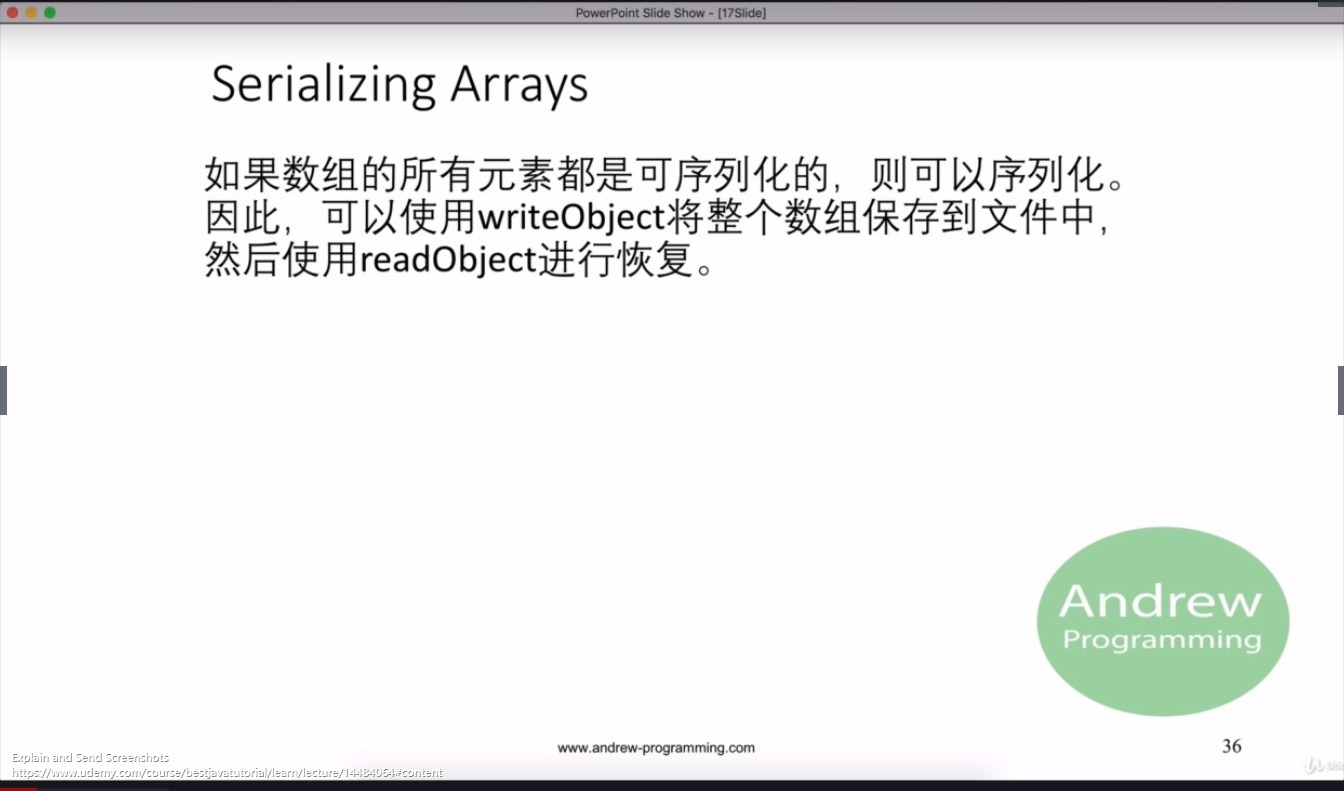 PowerPoint Slide Show - [17Slide]
Serializing Arrays
如果数组的所有元素都是可序列化的，则可以序列化。
因此，可以使用writeObject将整个数组保存到文件中，
然后使用readObject进行恢复。
Andrew
Programming
www.andrew-programming.com
36
Explain and Send Screenshots
https://www.udemy.com/course/bestjavatutorial/learn/lecture/14484064#content